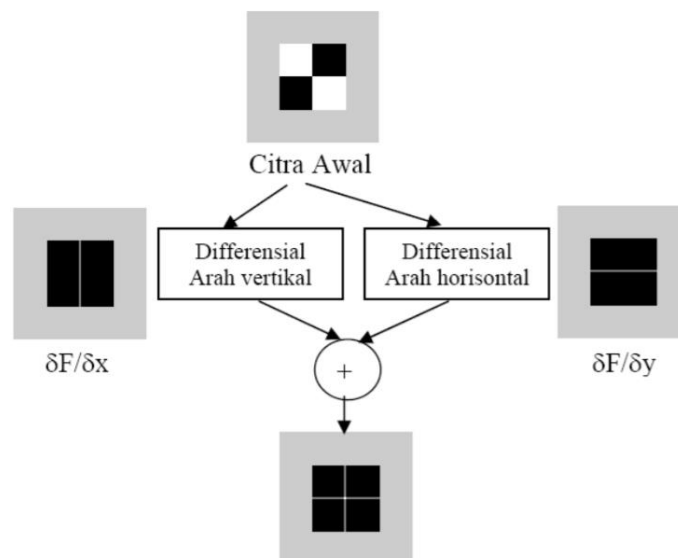 Citra Awal
Differensial
Arah vertikal
Differensial
Arah horisontal
δF/δx
δF/δy
+